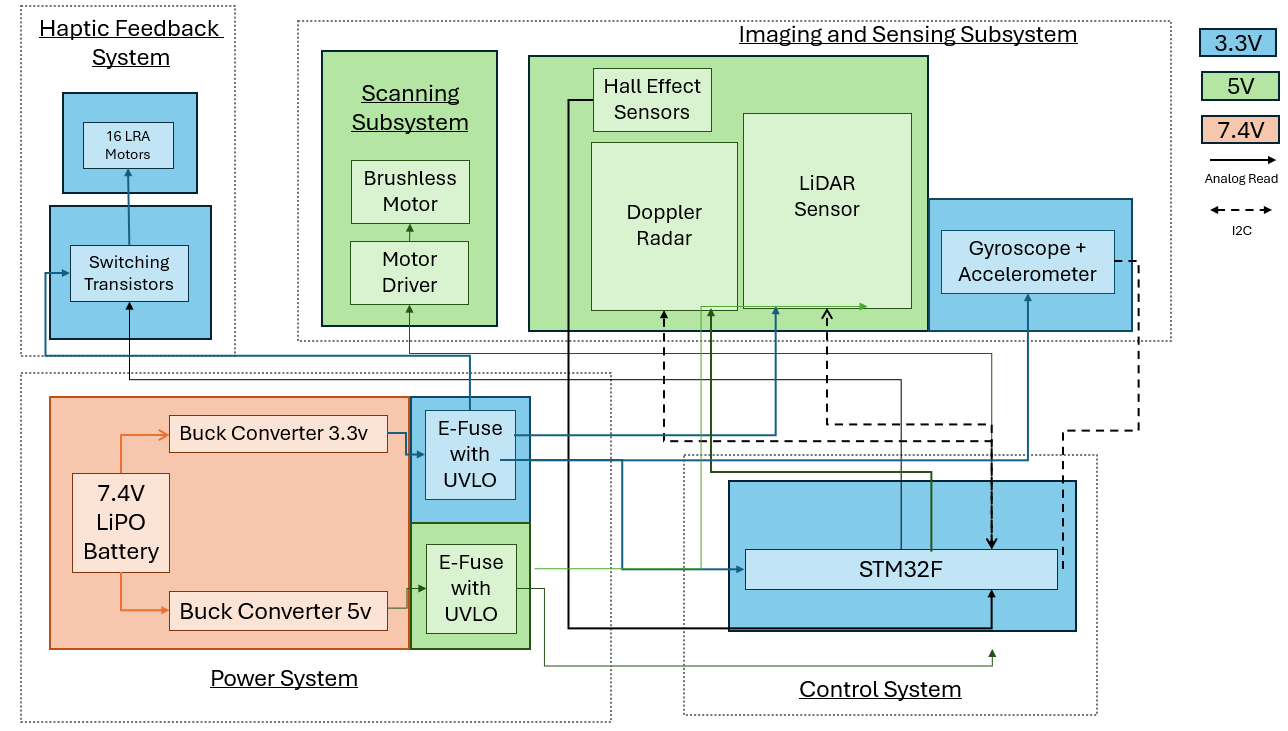 Haptic Feedback
System
16 LRA
Motors
Switching
Transistors
Imaging and Sensing Subsystem
Scanning
Subsystem
Brushless
Motor
Motor
Driver
Hall Effect
Sensors
Doppler
Radar
LiDAR
Sensor
Gyroscope +
Accelerometer
3.3V
5V
7.4V
Analog Read
I2C
Buck Converter 3.3v
7.4V
LiPO
Battery
Buck Converter 5v
E-Fuse
with
UVLO
E-Fuse
with
UVLO
Power System
STM32F
Control System